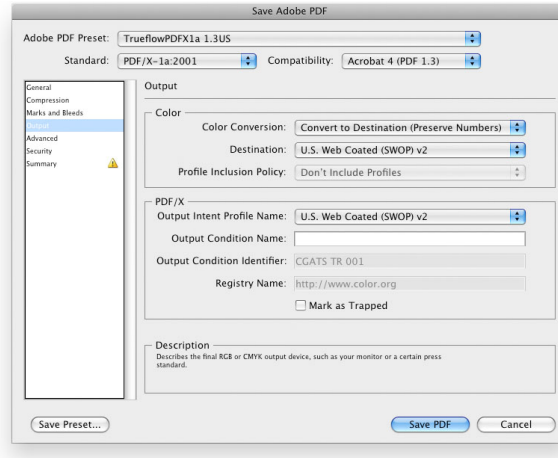 Save Adobe PDF
Adobe PDF Preset: TrueflowPDFX1a 1.3US
Standard: PDF/X-1a:2001 Compatibility: Acrobat 4 (PDF 1.3)
General
Compression
Marks and Bleeds
Output
Advanced
Security
Summary
Output
Color
Color Conversion: Convert to Destination (Preserve Numbers)
Destination: U.S. Web Coated (SWOP) v2
Profile Inclusion Policy: Don't Include Profiles
PDF/X
Output Intent Profile Name: U.S. Web Coated (SWOP) v2
Output Condition Name:
Output Condition Identifier: CGATS TR 001
Registry Name: http://www.color.org
Mark as Trapped
Description
Describes the final RGB or CMYK output device, such as your monitor or a certain press
standard.
Save Preset... Save PDF Cancel